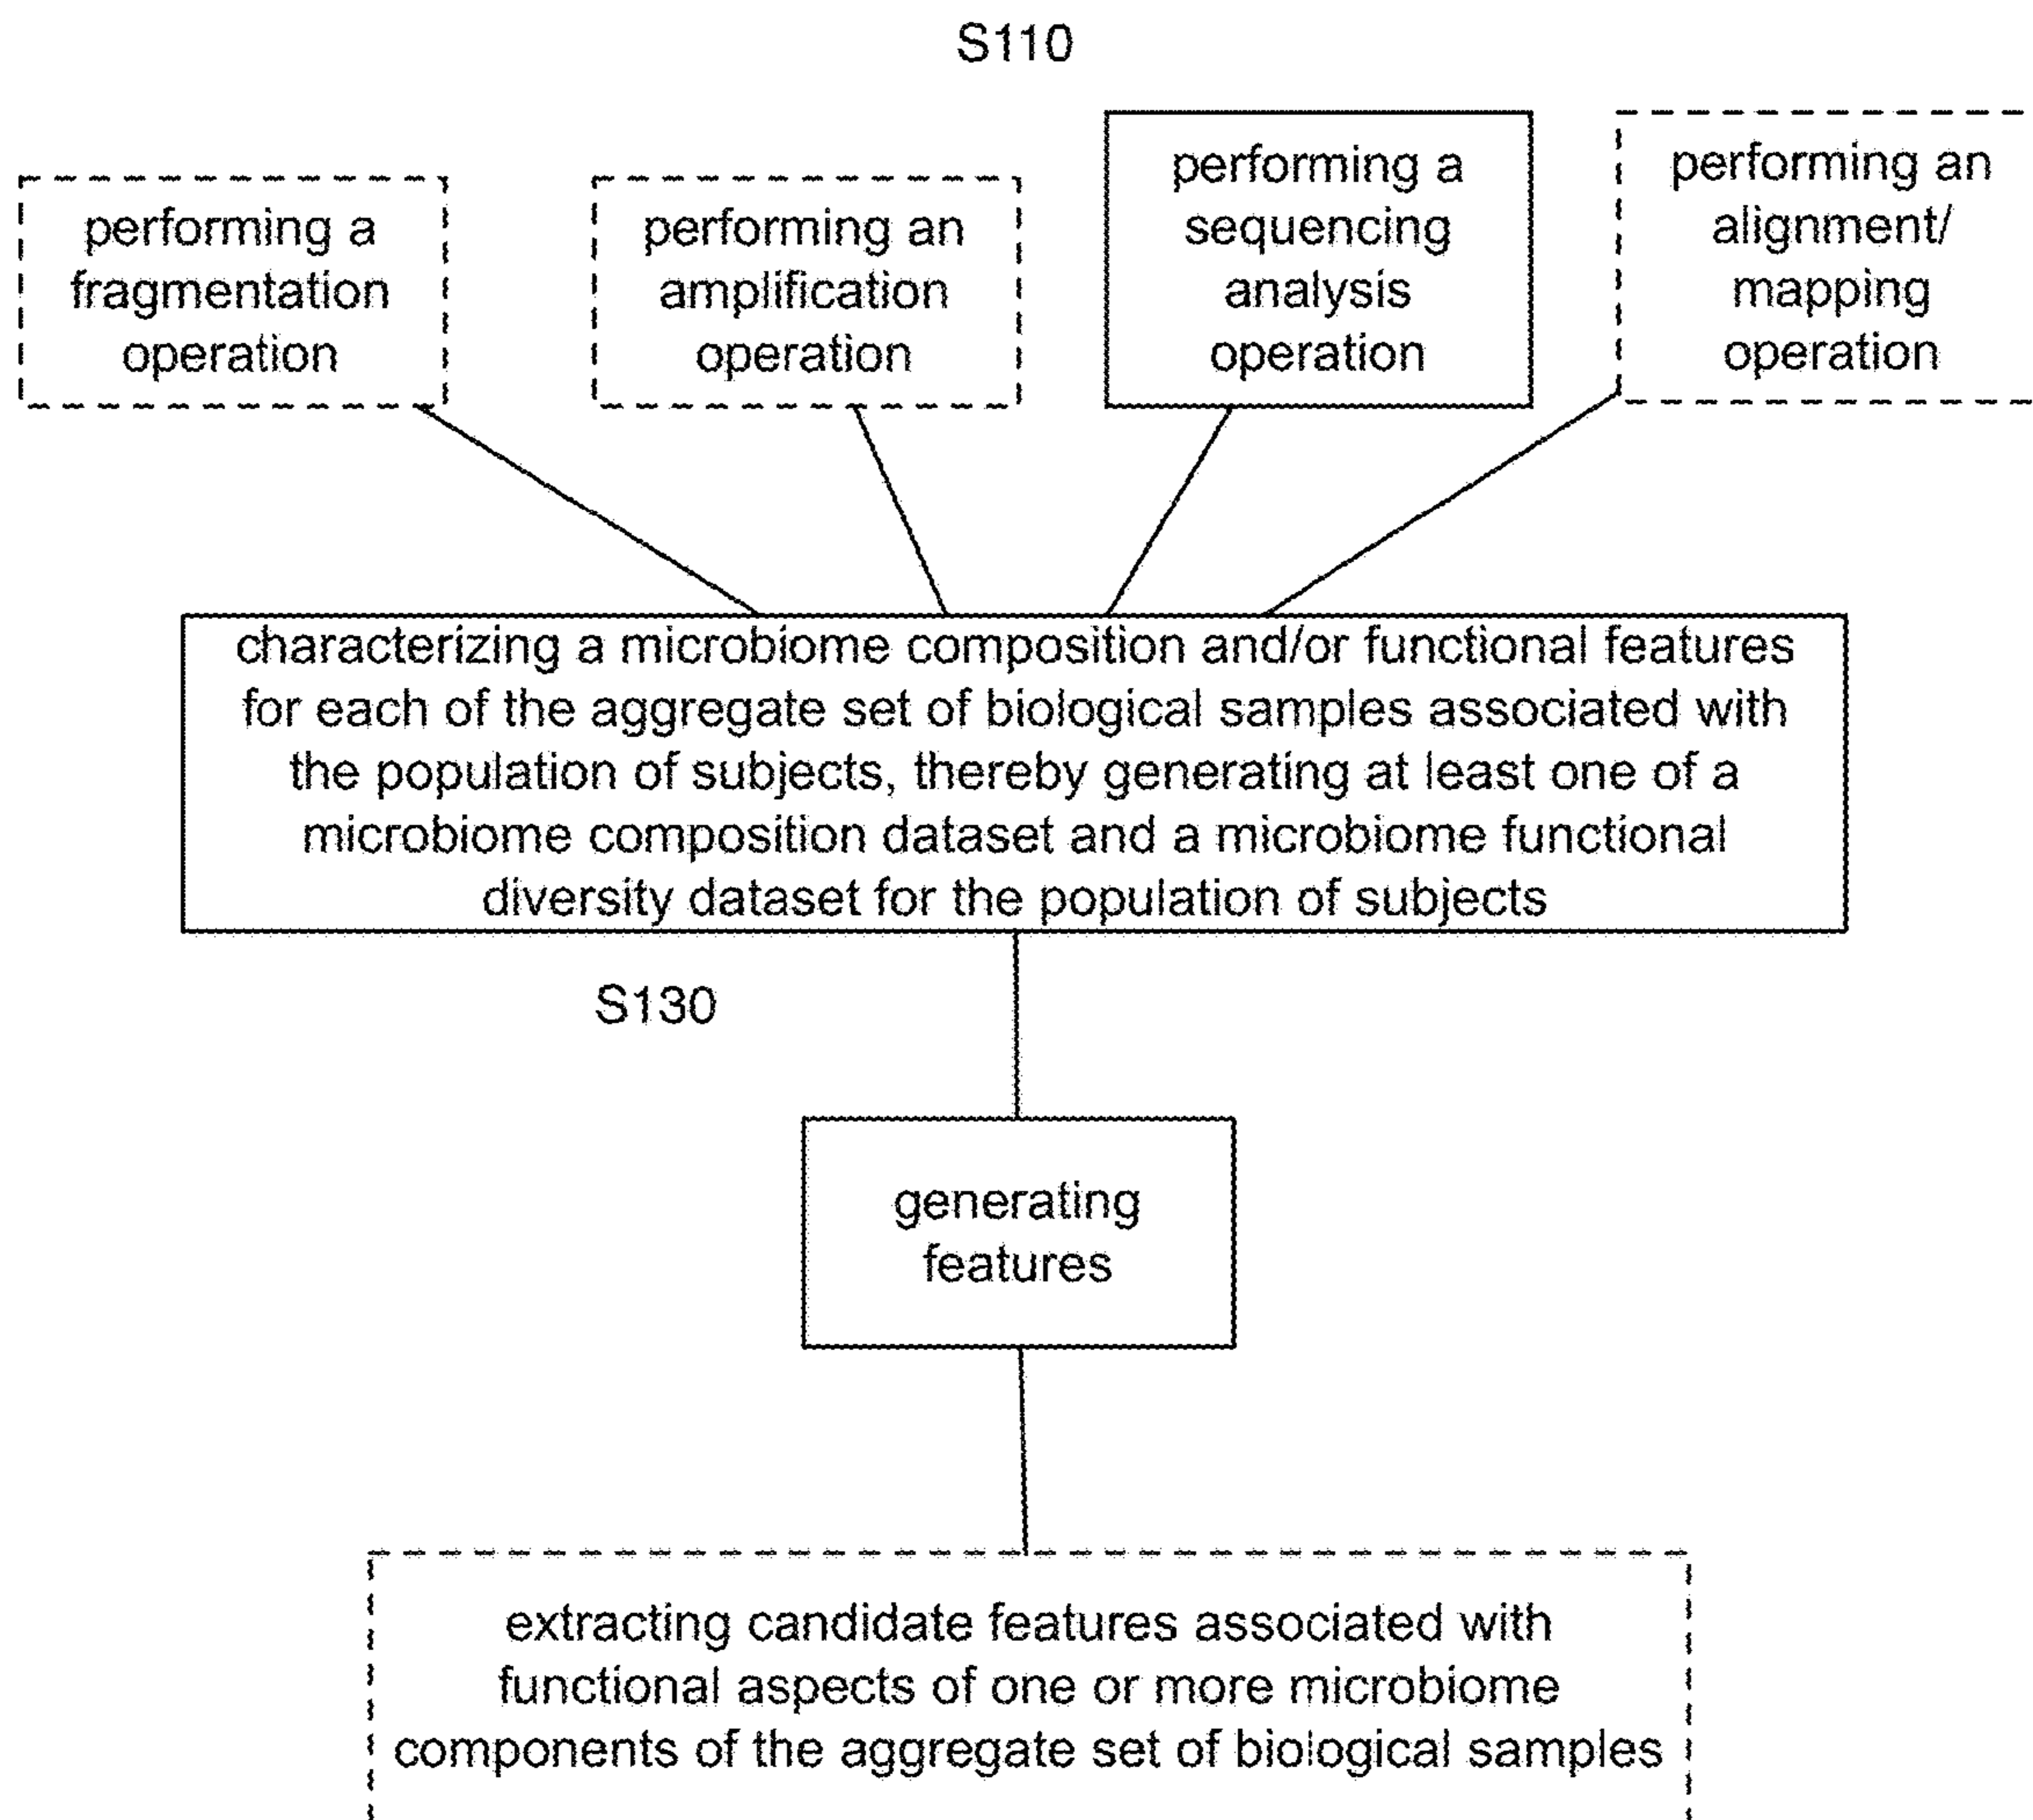 S110
performing a
fragmentation
operation
performing an
amplification
operation
performing a
sequencing
analysis
operation
performing an
alignment/
mapping
operation
characterizing a microbiome composition and/or functional features
for each of the aggregate set of biological samples associated with
the population of subjects, thereby generating at least one of a
microbiome composition dataset and a microbiome functional
diversity dataset for the population of subjects
S130
generating
features
extracting candidate features associated with
functional aspects of one or more microbiome
components of the aggregate set of biological samples